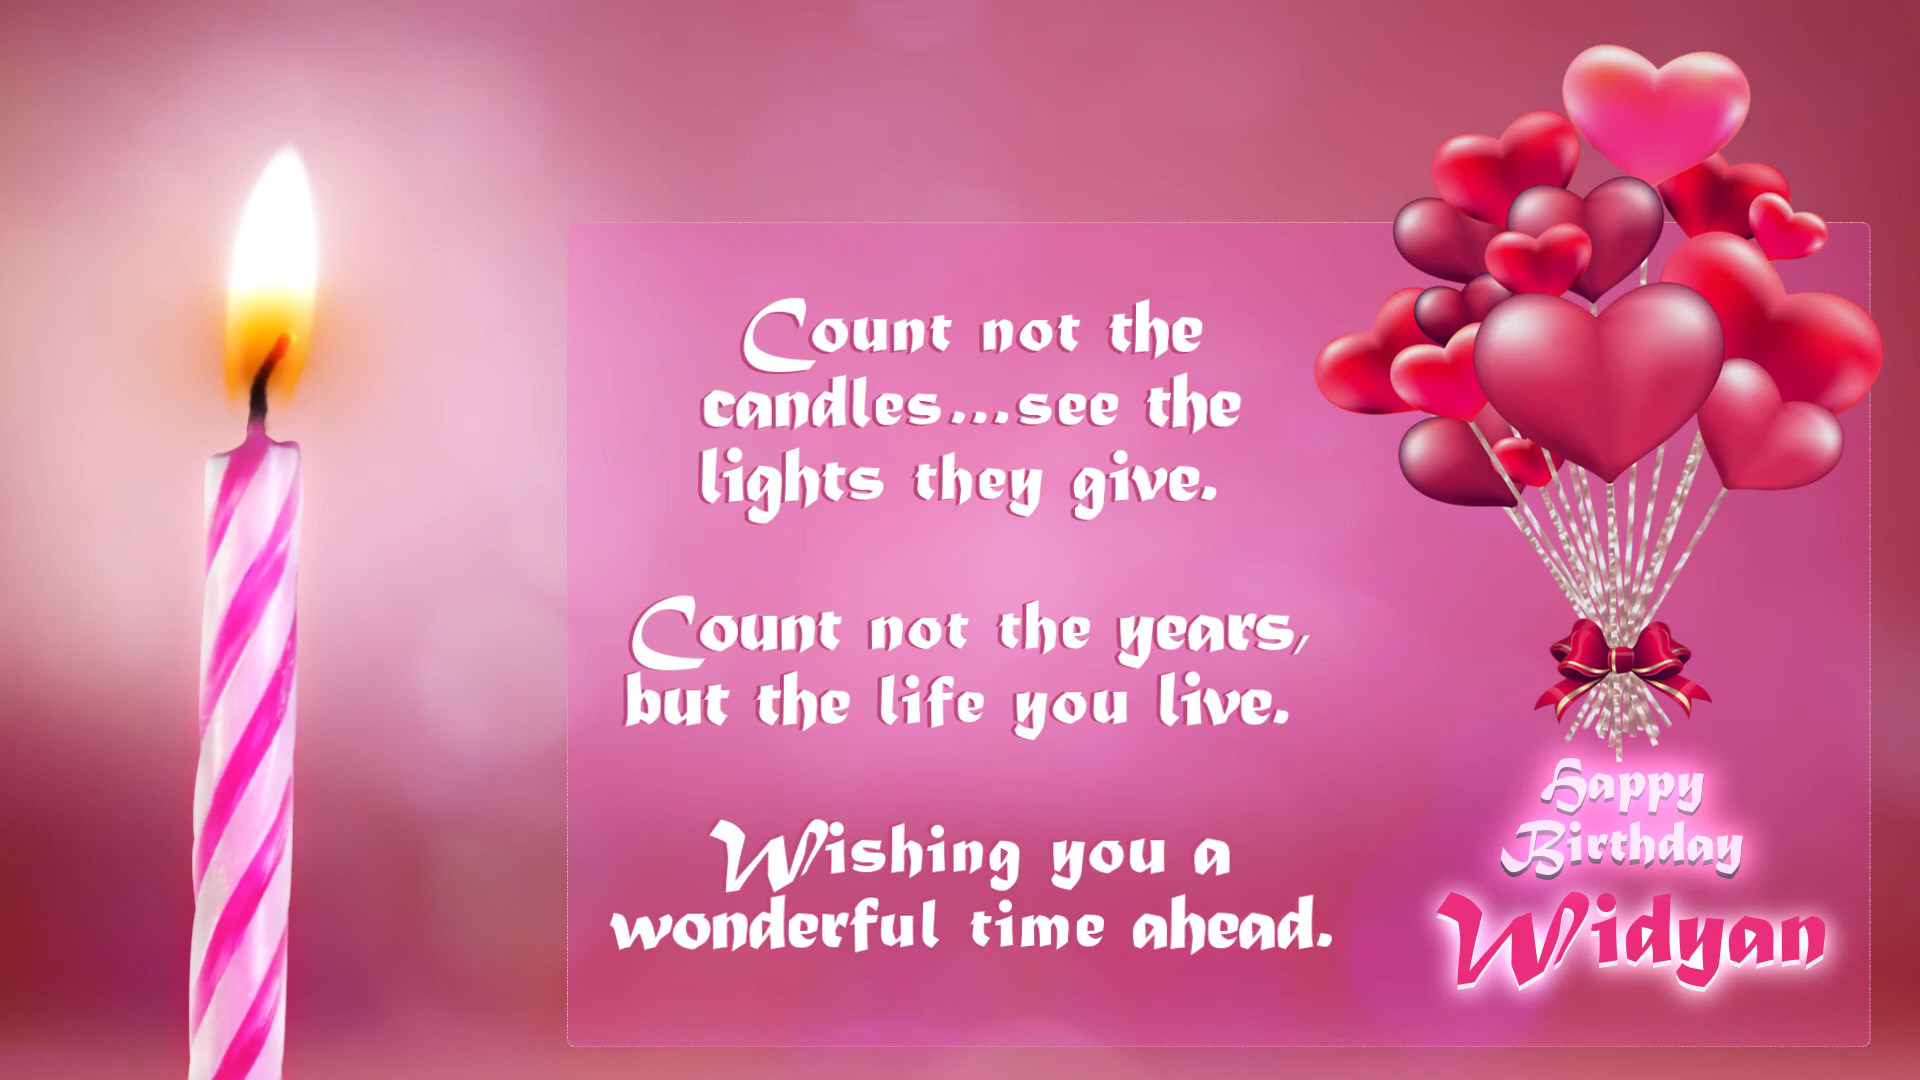 Count not the
candles...see the
lights they give.
Count not the years,
but the life you live.
Wishing you a
wonderful time ahead.
Happy
Birthday
Widyan